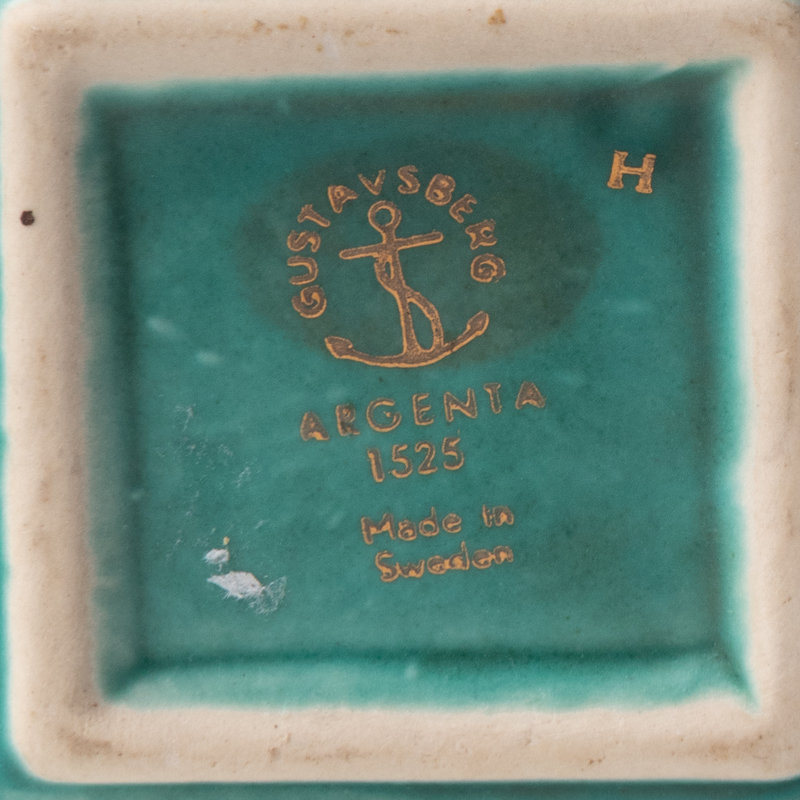 H
GUSTAVSBERG
ARGENTA
1525
Made in
Sweden